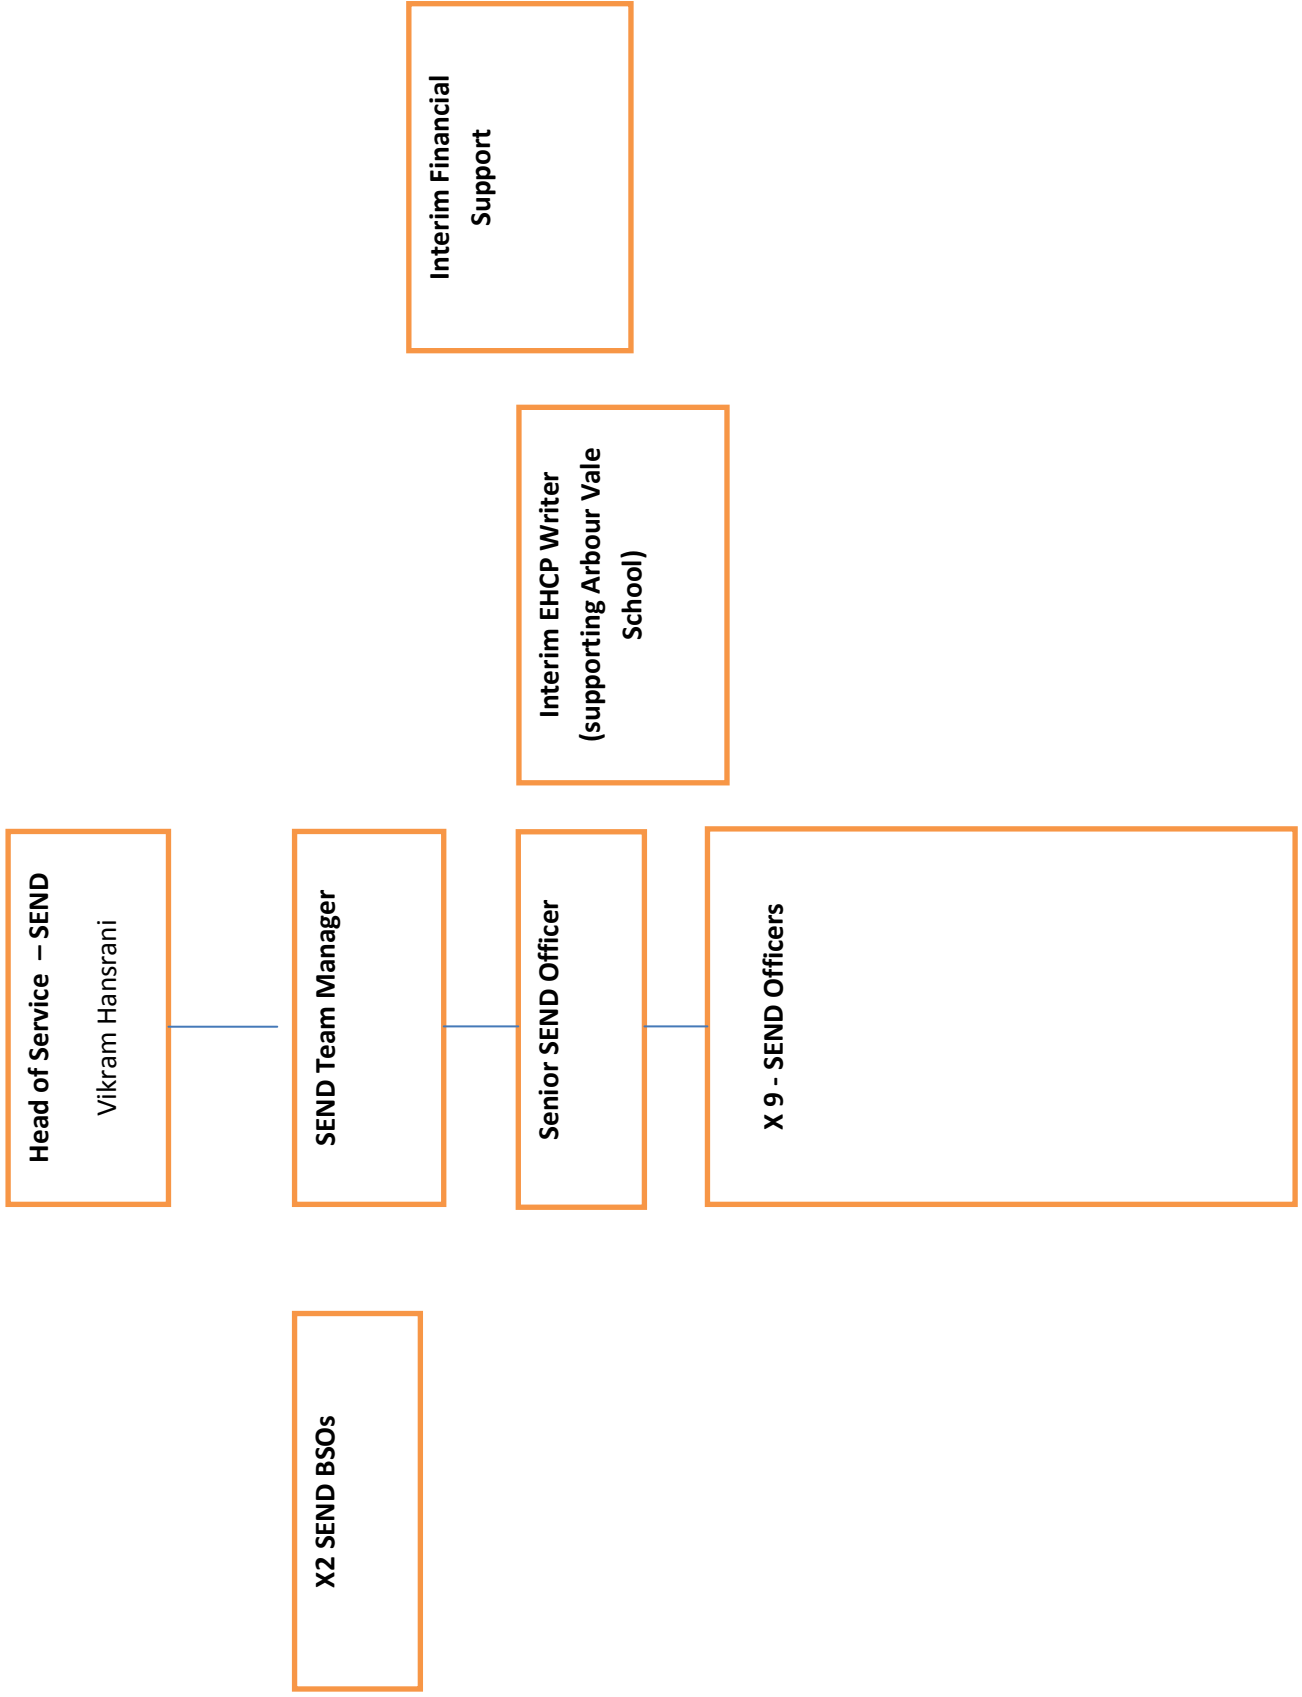 Head of Service – SEND
Vikram Hansrani
X2 SEND BSOs
SEND Team Manager
Interim Financial
Support
Senior SEND Officer
Interim EHCP Writer
(supporting Arbour Vale
School)
X 9 - SEND Officers